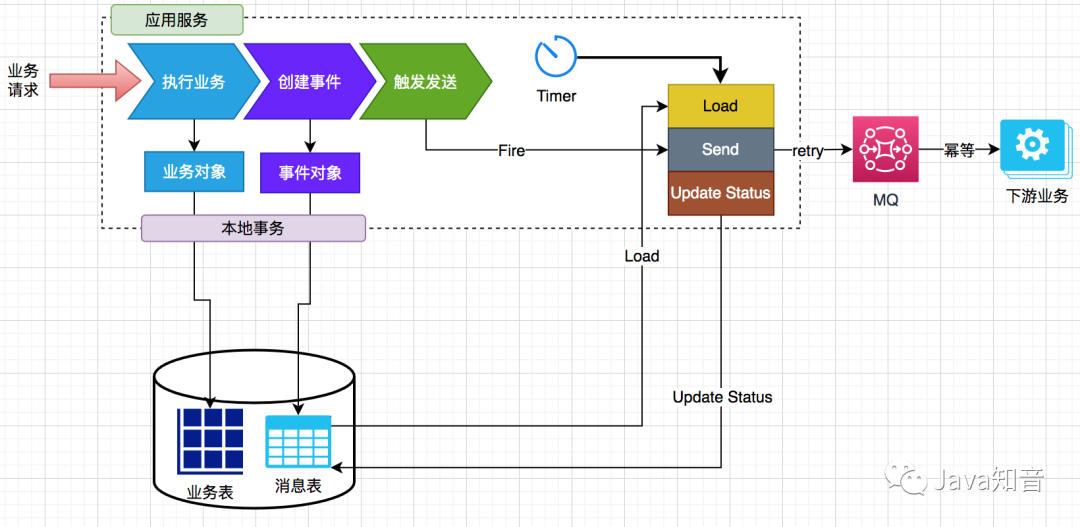 应用服务
业务
请求
执行业务
创建事件
触发发送
Timer
Load
Send
Update Status
Fire
retry
MQ
幂等
下游业务
业务对象
事件对象
本地事务
Load
Update Status
业务表
消息表
Java知音